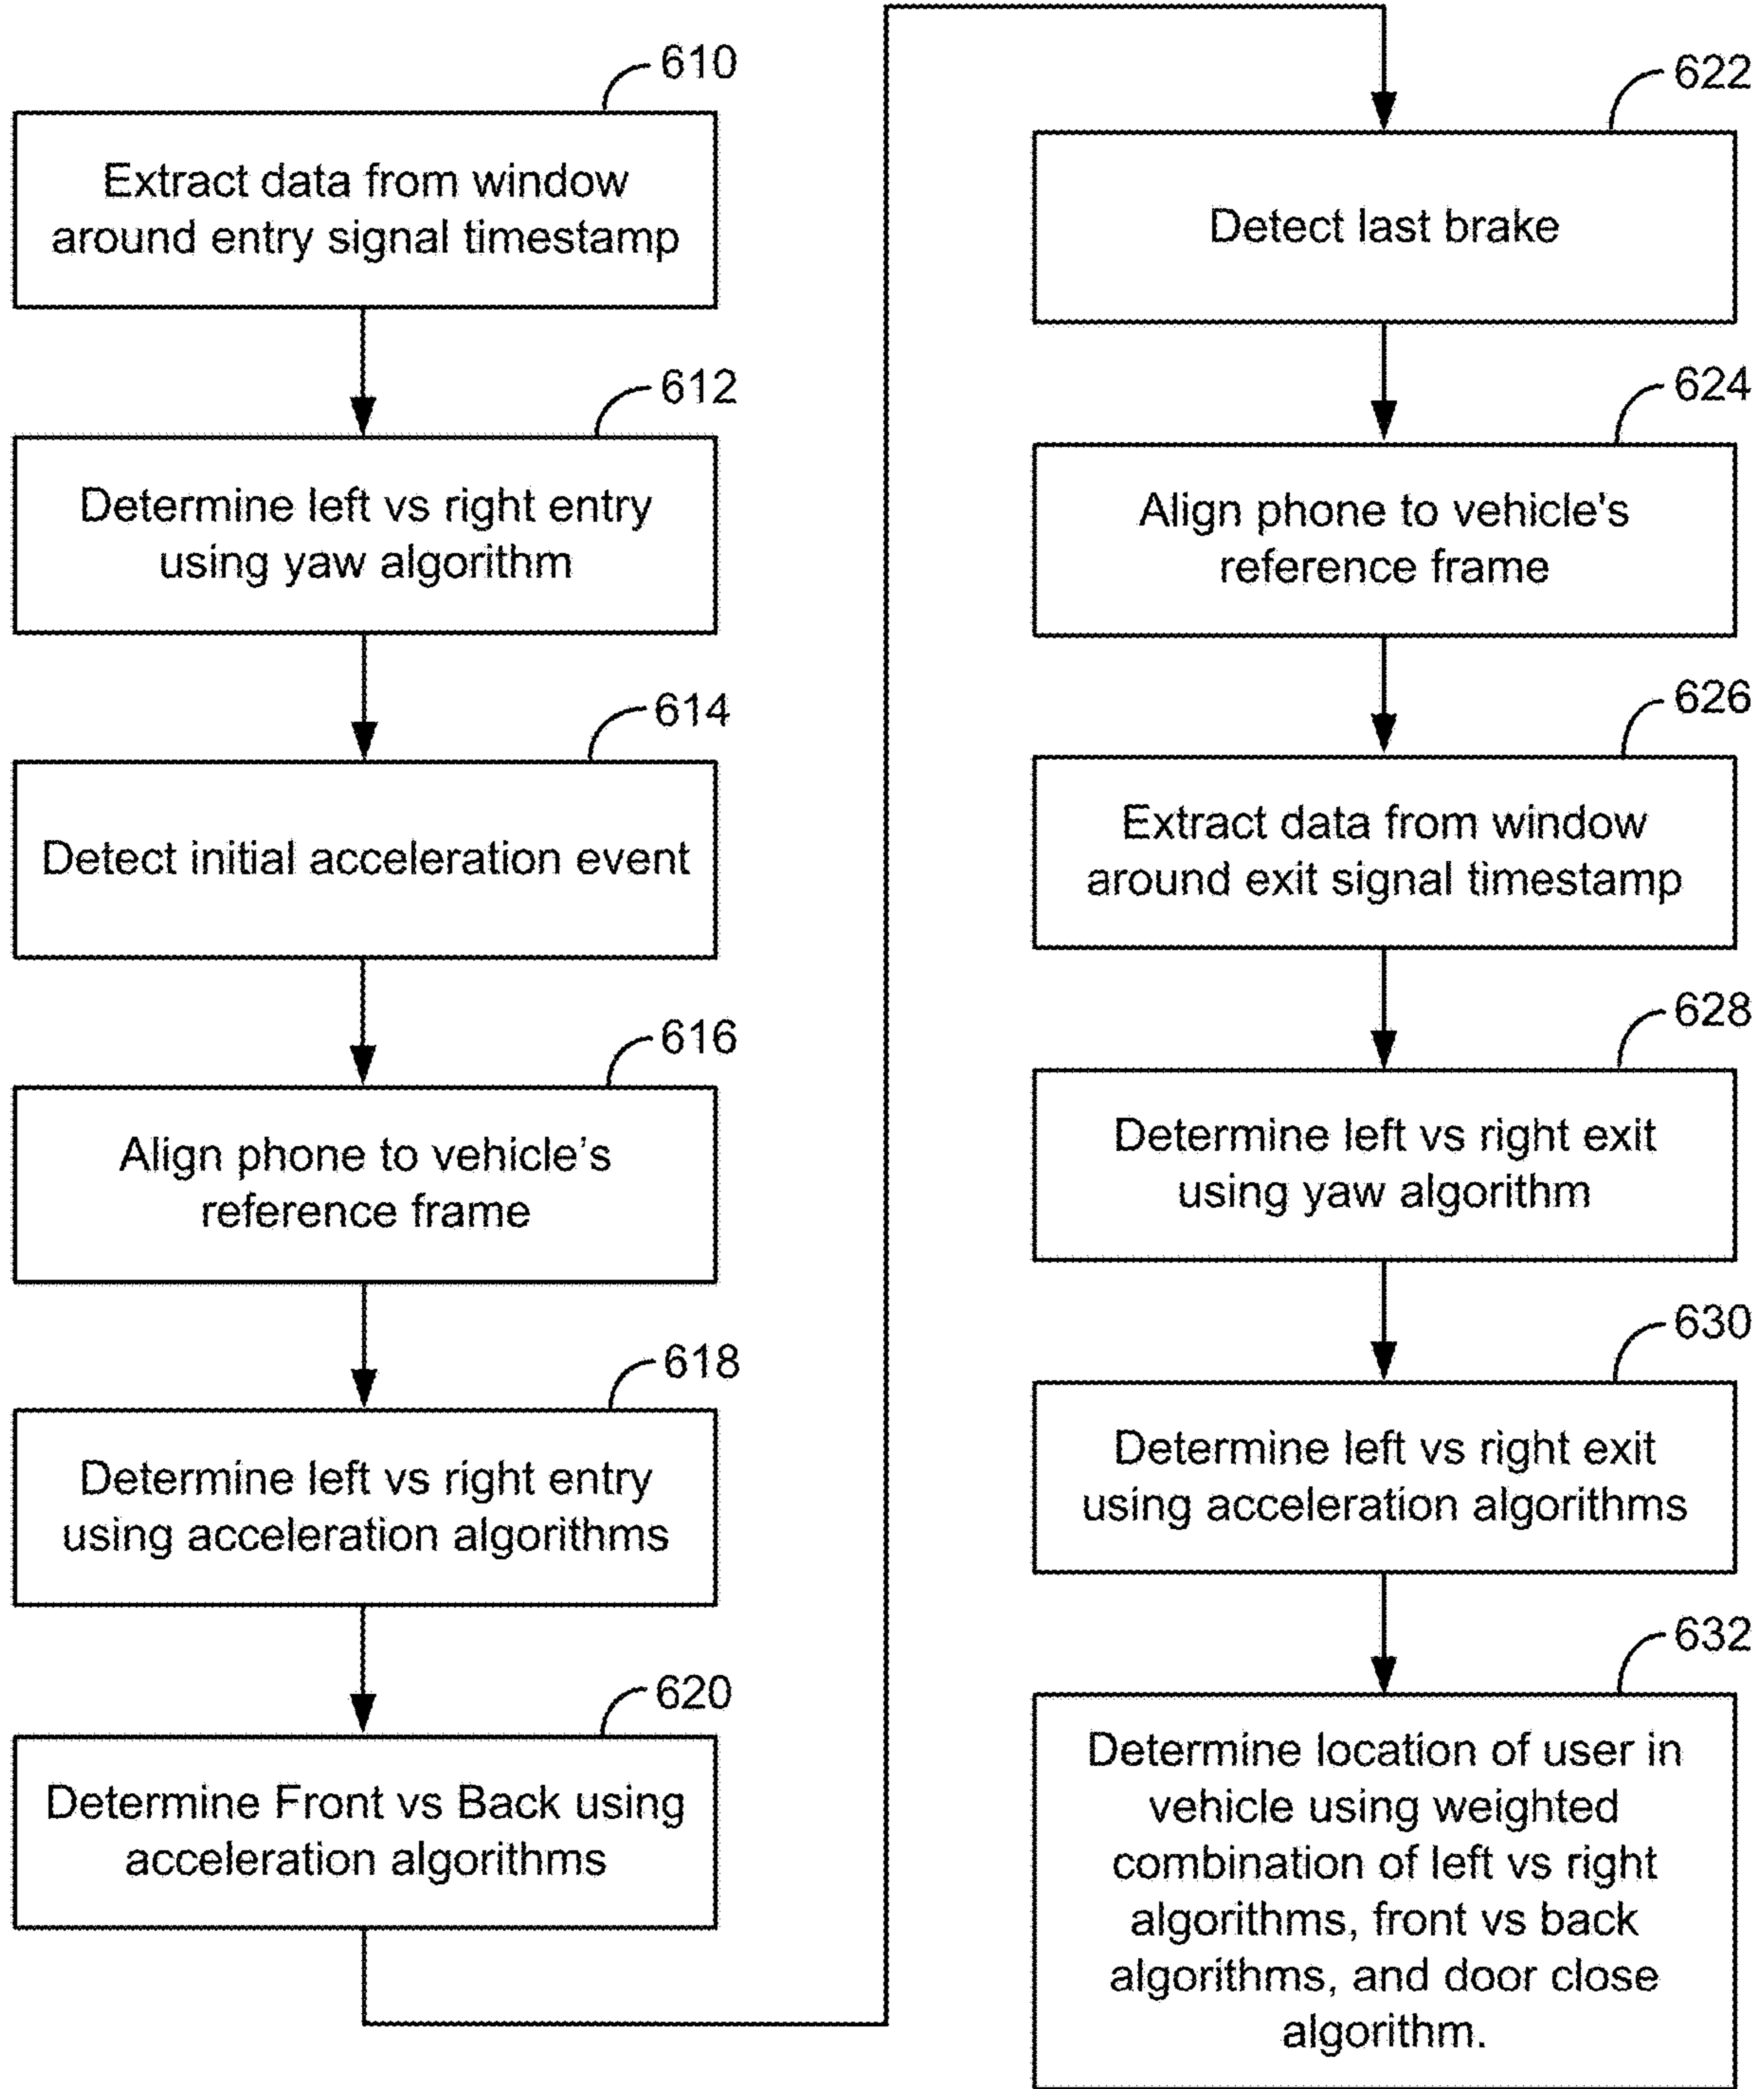 610
Extract data from window
around entry signal timestamp
612
Determine left vs right entry
using yaw algorithm
614
Detect initial acceleration event
616
Align phone to vehicle’s
reference frame
618
Determine left vs right entry
using acceleration algorithms
620
Determine Front vs Back using
acceleration algorithms
622
Detect last brake
624
Align phone to vehicle's
reference frame
626
Extract data from window
around exit signal timestamp
628
Determine left vs right exit
using yaw algorithm
630
Determine left vs right exit
using acceleration algorithms
632
Determine location of user in
vehicle using weighted
combination of left vs right
algorithms, front vs back
algorithms, and door close
algorithm.